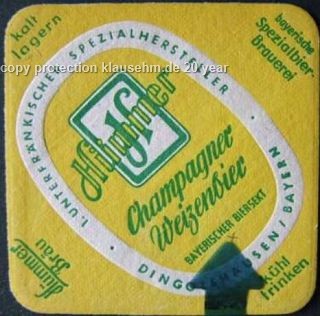 kalt
lagern
bayerische
Spezialbier-
Brauerei
copy protection klausehm.de 20 year
1. UNTERFRÄNKISCHER SPEZIALHERSTELLER
H
Hümmer
Champagner
Weizenbier
BAYERISCHER BIERSEKT
DINGOLSHAUSEN / BAYERN
Hümmer
Bräu
kühl
trinken